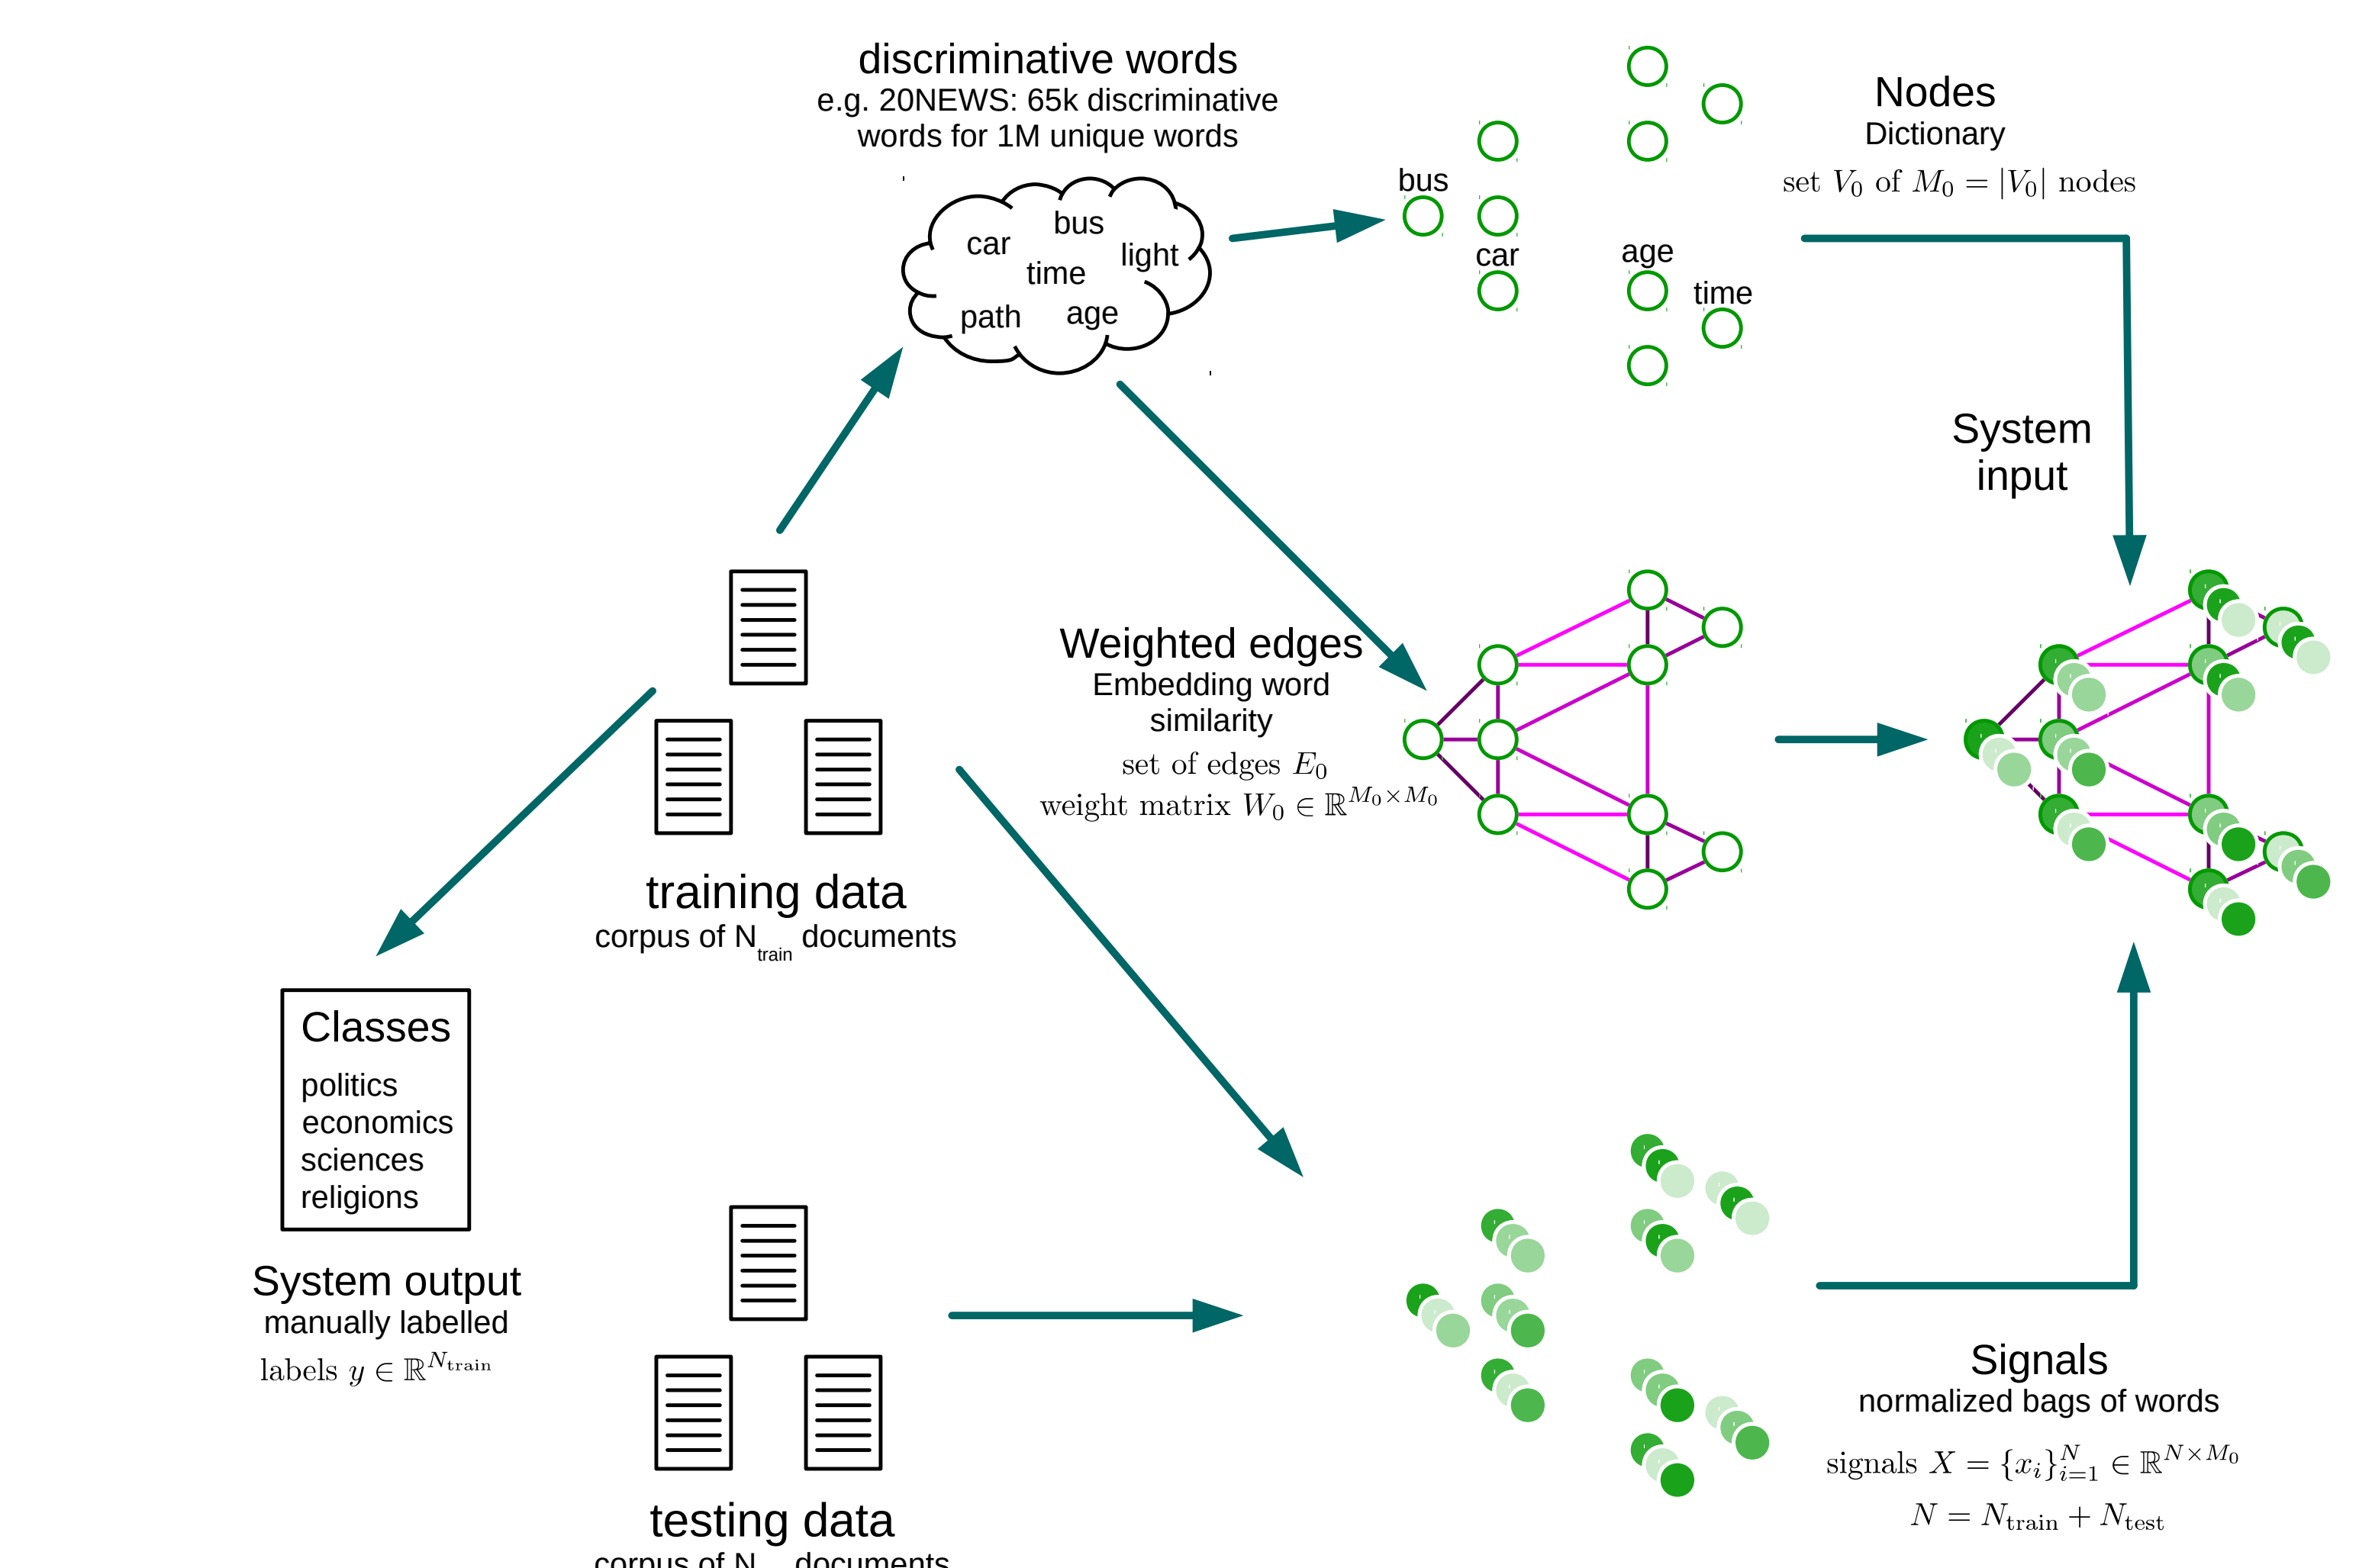 discriminative words
e.g. 20NEWS: 65k discriminative
words for 1M unique words
car
bus
light
time
path
age
bus
car
age
time
Nodes
Dictionary
set V₀ of M₀ = |V₀| nodes
System
input
Weighted edges
Embedding word
similarity
set of edges E₀
weight matrix W₀ ∈ ℝ^{M₀×M₀}
training data
corpus of N_train documents
Classes
politics
economics
sciences
religions
System output
manually labelled
labels y ∈ ℝ^{N_train}
testing data
corpus of N documents
Signals
normalized bags of words
signals X = {x_i}_{i=1}^N ∈ ℝ^{N×M₀}
N = N_train + N_test